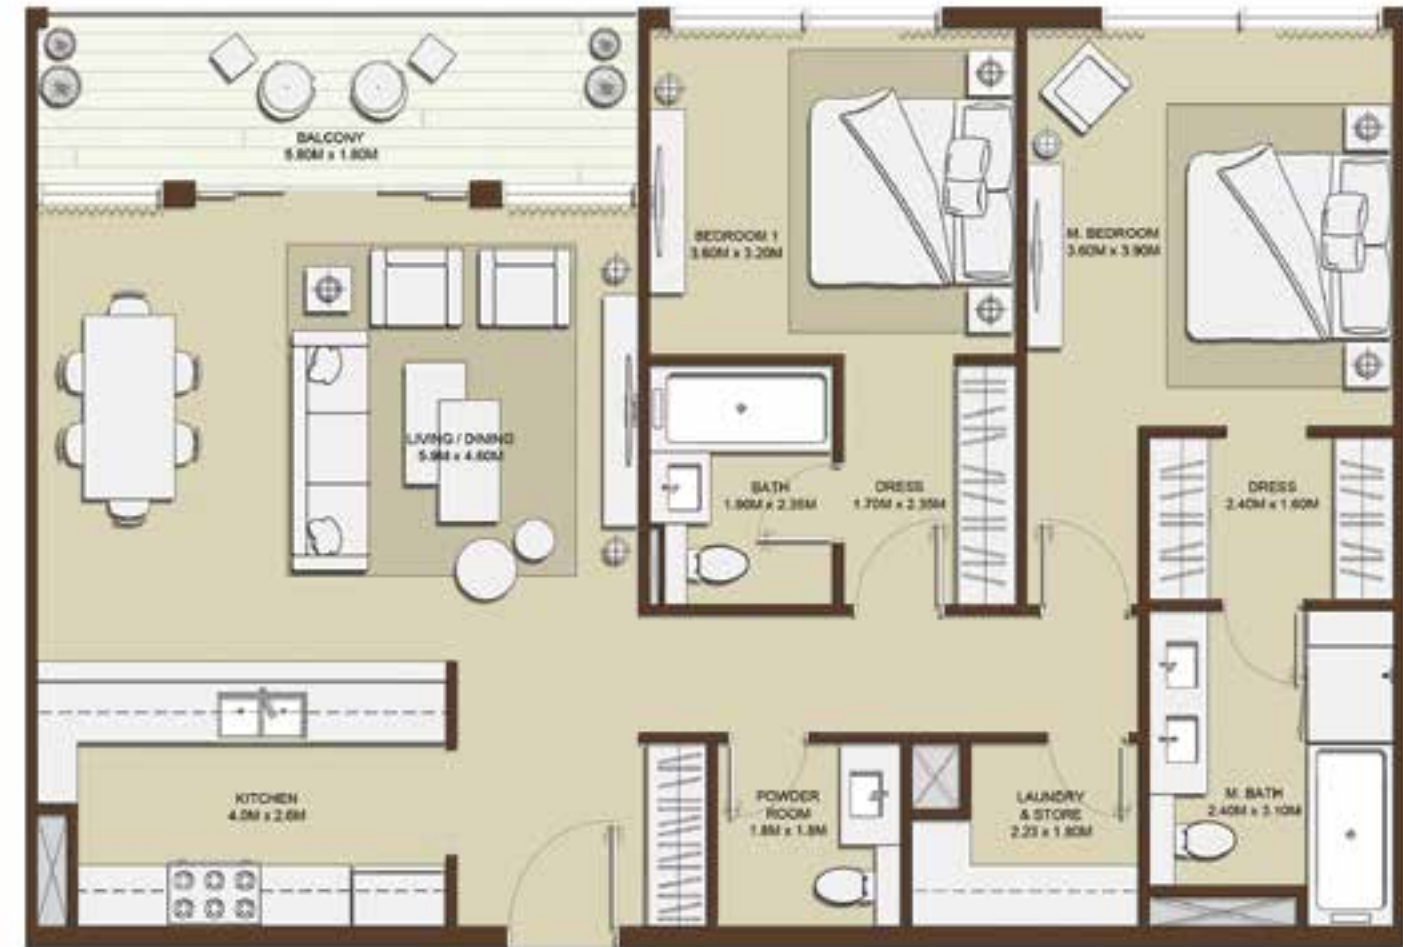 BALCONY
5.80M x 1.80M
BEDROOM 1
3.60M x 3.20M
M. BEDROOM
3.60M x 3.90M
LIVING / DINING
5.9M x 4.60M
BATH
1.90M x 2.35M
DRESS
1.70M x 2.35M
DRESS
2.40M x 1.60M
KITCHEN
4.0M x 2.6M
POWDER
ROOM
1.8M x 1.8M
LAUNDRY
& STORE
2.23 x 1.80M
M. BATH
2.40M x 3.10M